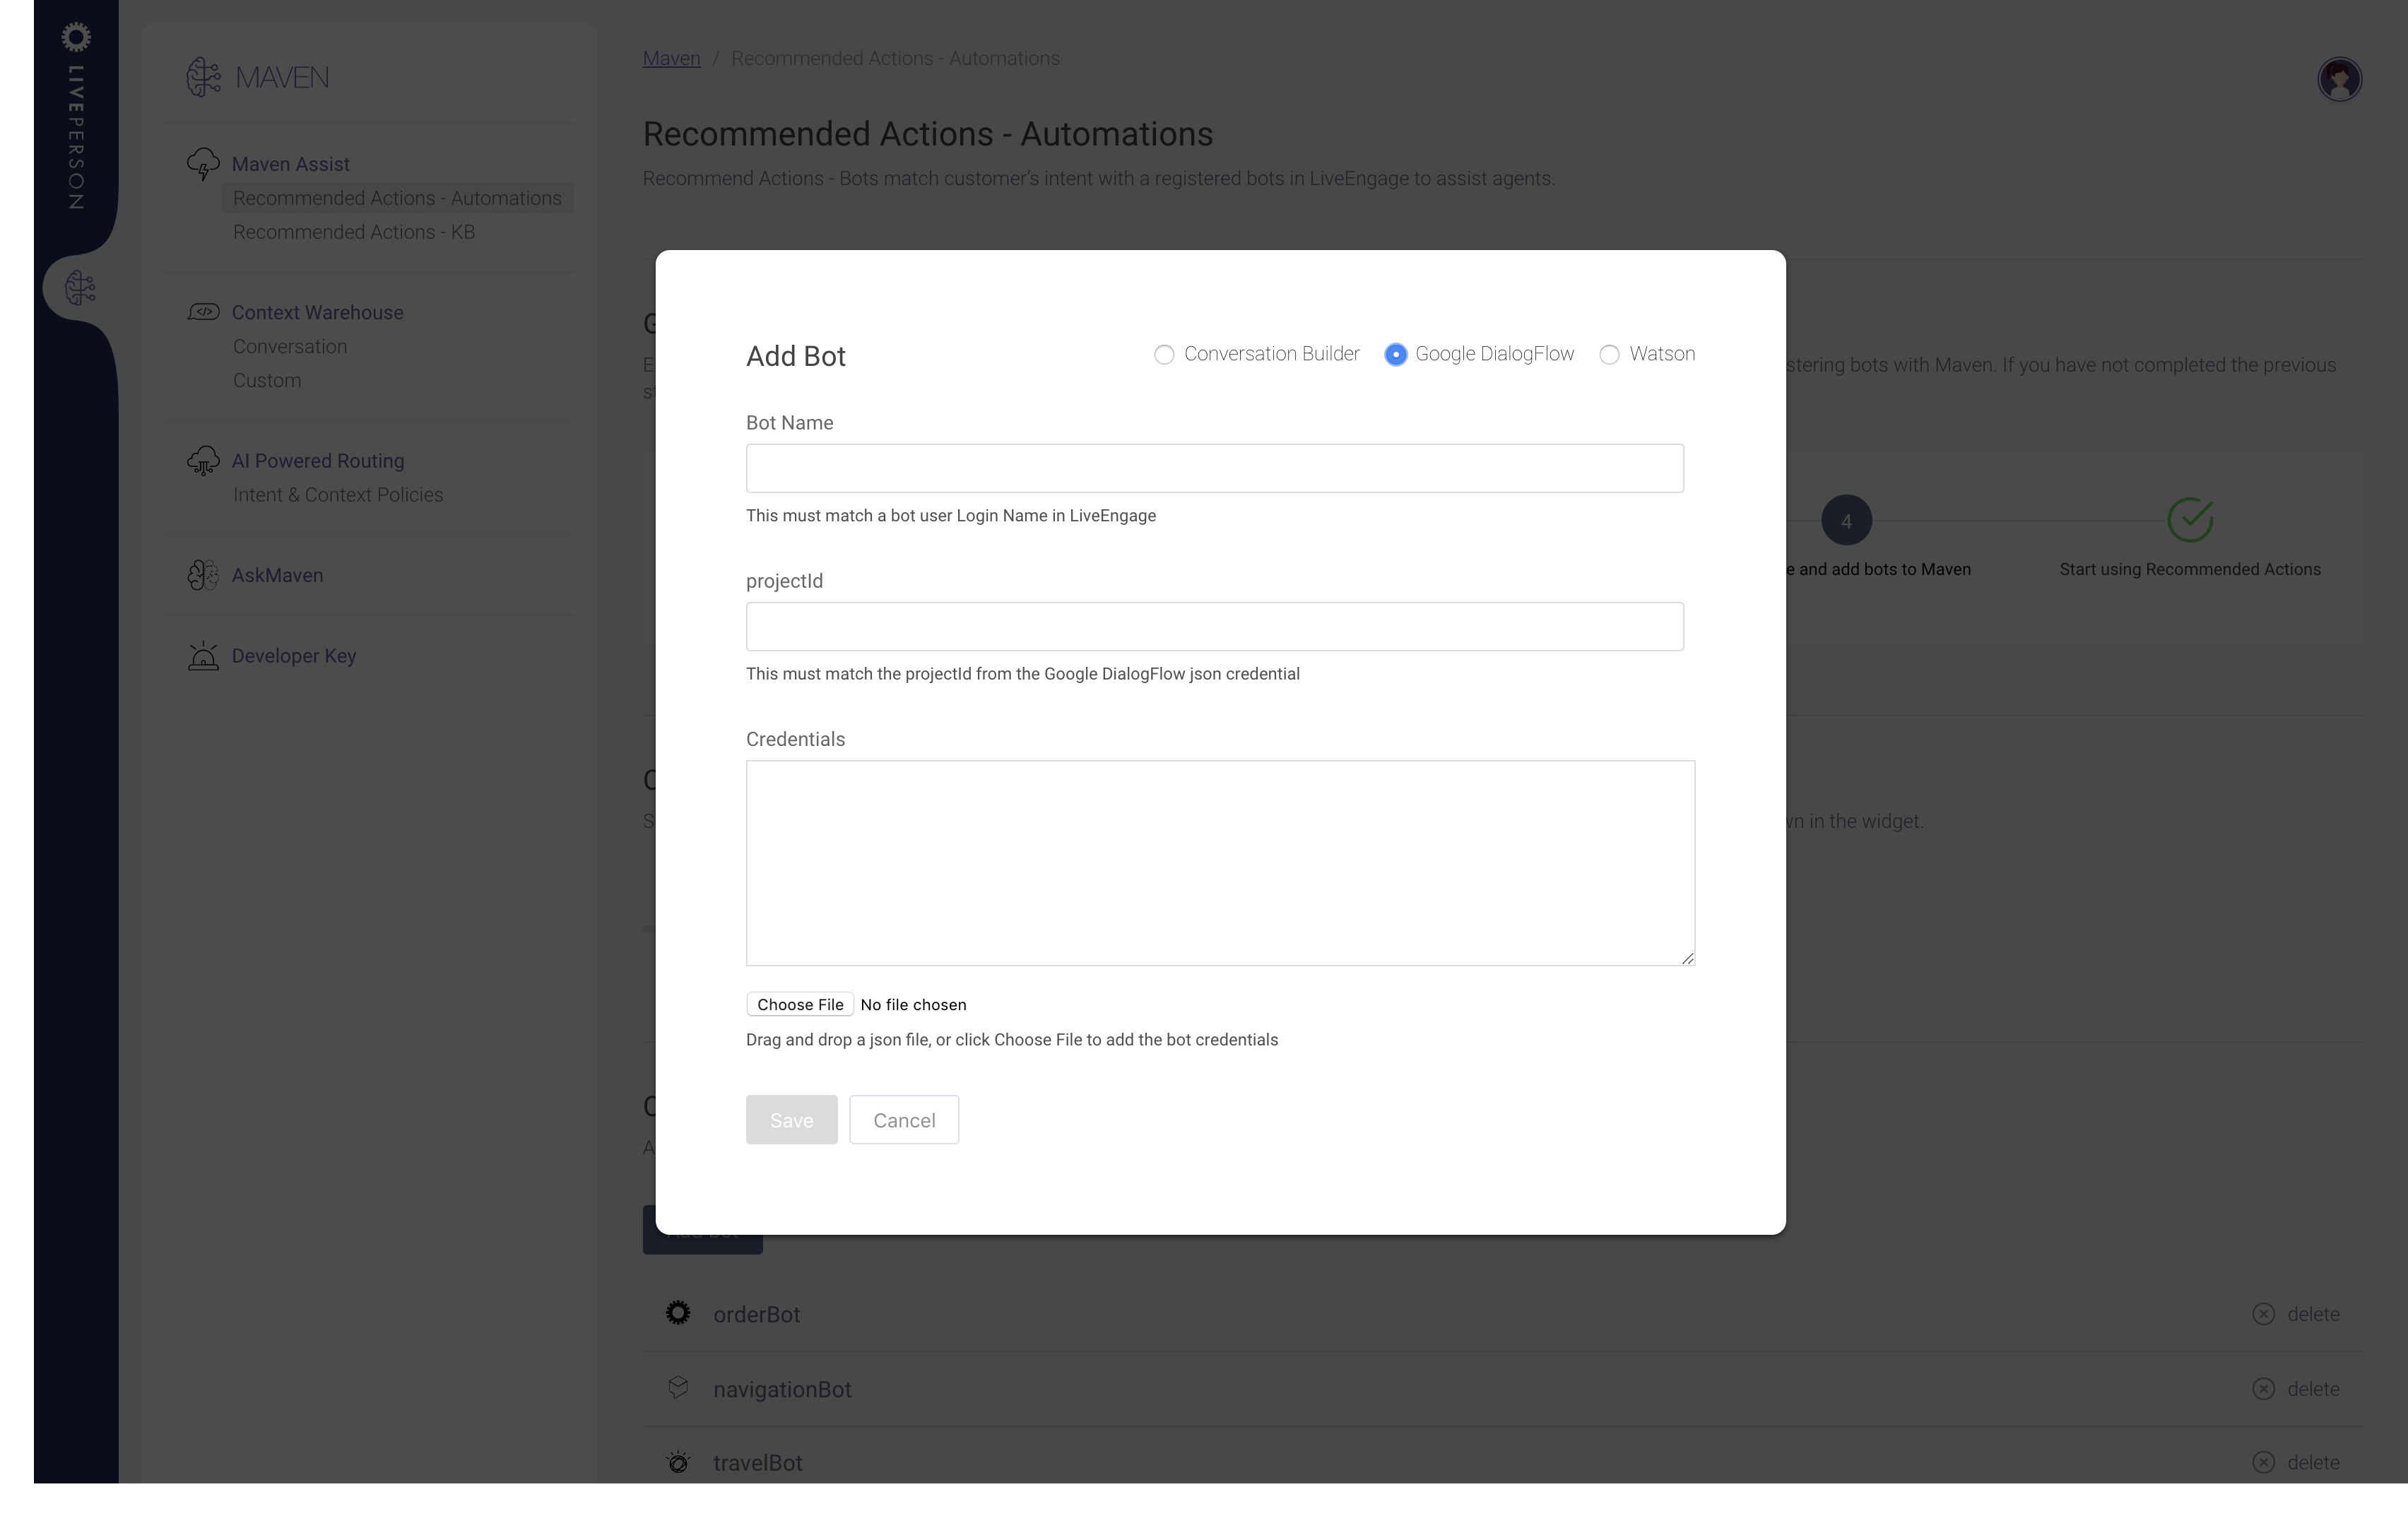 LIVEPERSON
MAVEN
Maven Assist
Recommended Actions - Automations
Recommended Actions - KB
Context Warehouse
Conversation
Custom
AI Powered Routing
Intent & Context Policies
AskMaven
Developer Key
Maven / Recommended Actions - Automations
Recommended Actions - Automations
Recommend Actions - Bots match customer's intent with a registered bots in LiveEngage to assist agents.
stering bots with Maven. If you have not completed the previous
4
e and add bots to Maven
Start using Recommended Actions
wn in the widget.
Add Bot
Conversation Builder
Google DialogFlow
Watson
Bot Name
This must match a bot user Login Name in LiveEngage
projectId
This must match the projectId from the Google DialogFlow json credential
Credentials
Choose File No file chosen
Drag and drop a json file, or click Choose File to add the bot credentials
Save
Cancel
orderBot
delete
navigationBot
delete
travelBot
delete